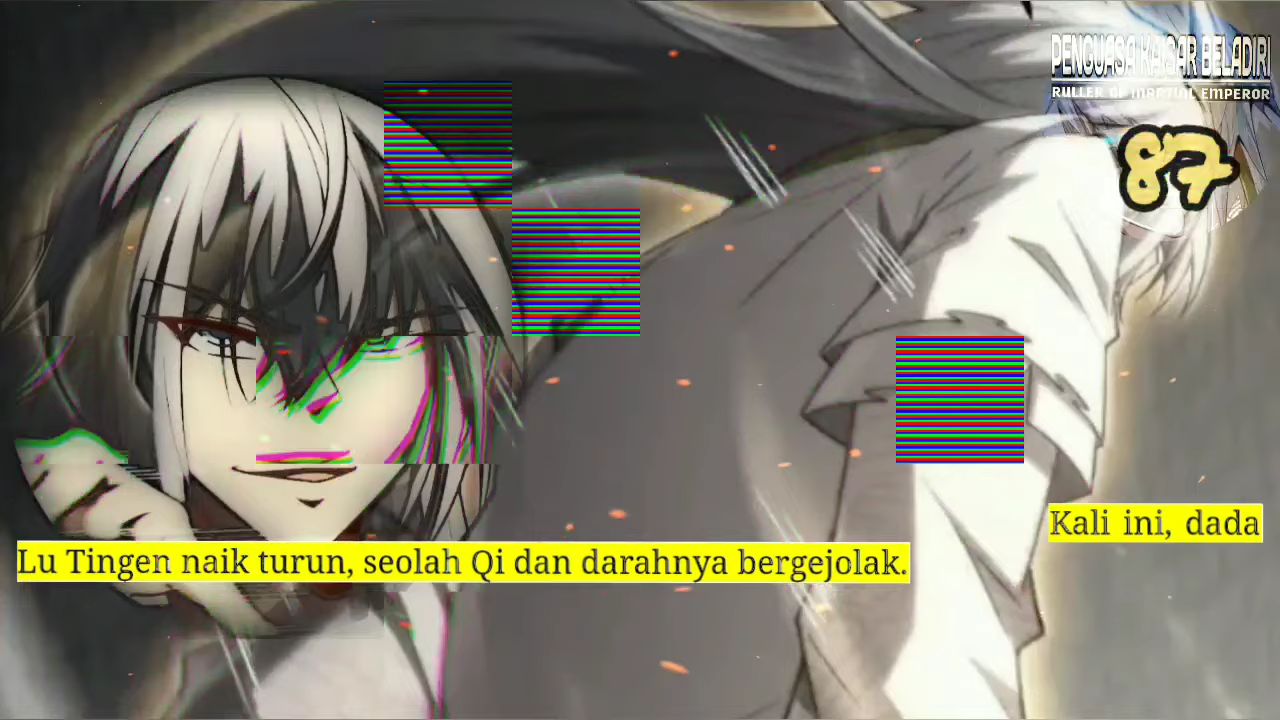 PENGUASA KAISAR BELADIRI
RULLER OF MARTIAL EMPEROR
87
Kali ini, dada
Lu Tingen naik turun, seolah Qi dan darahnya bergejolak.